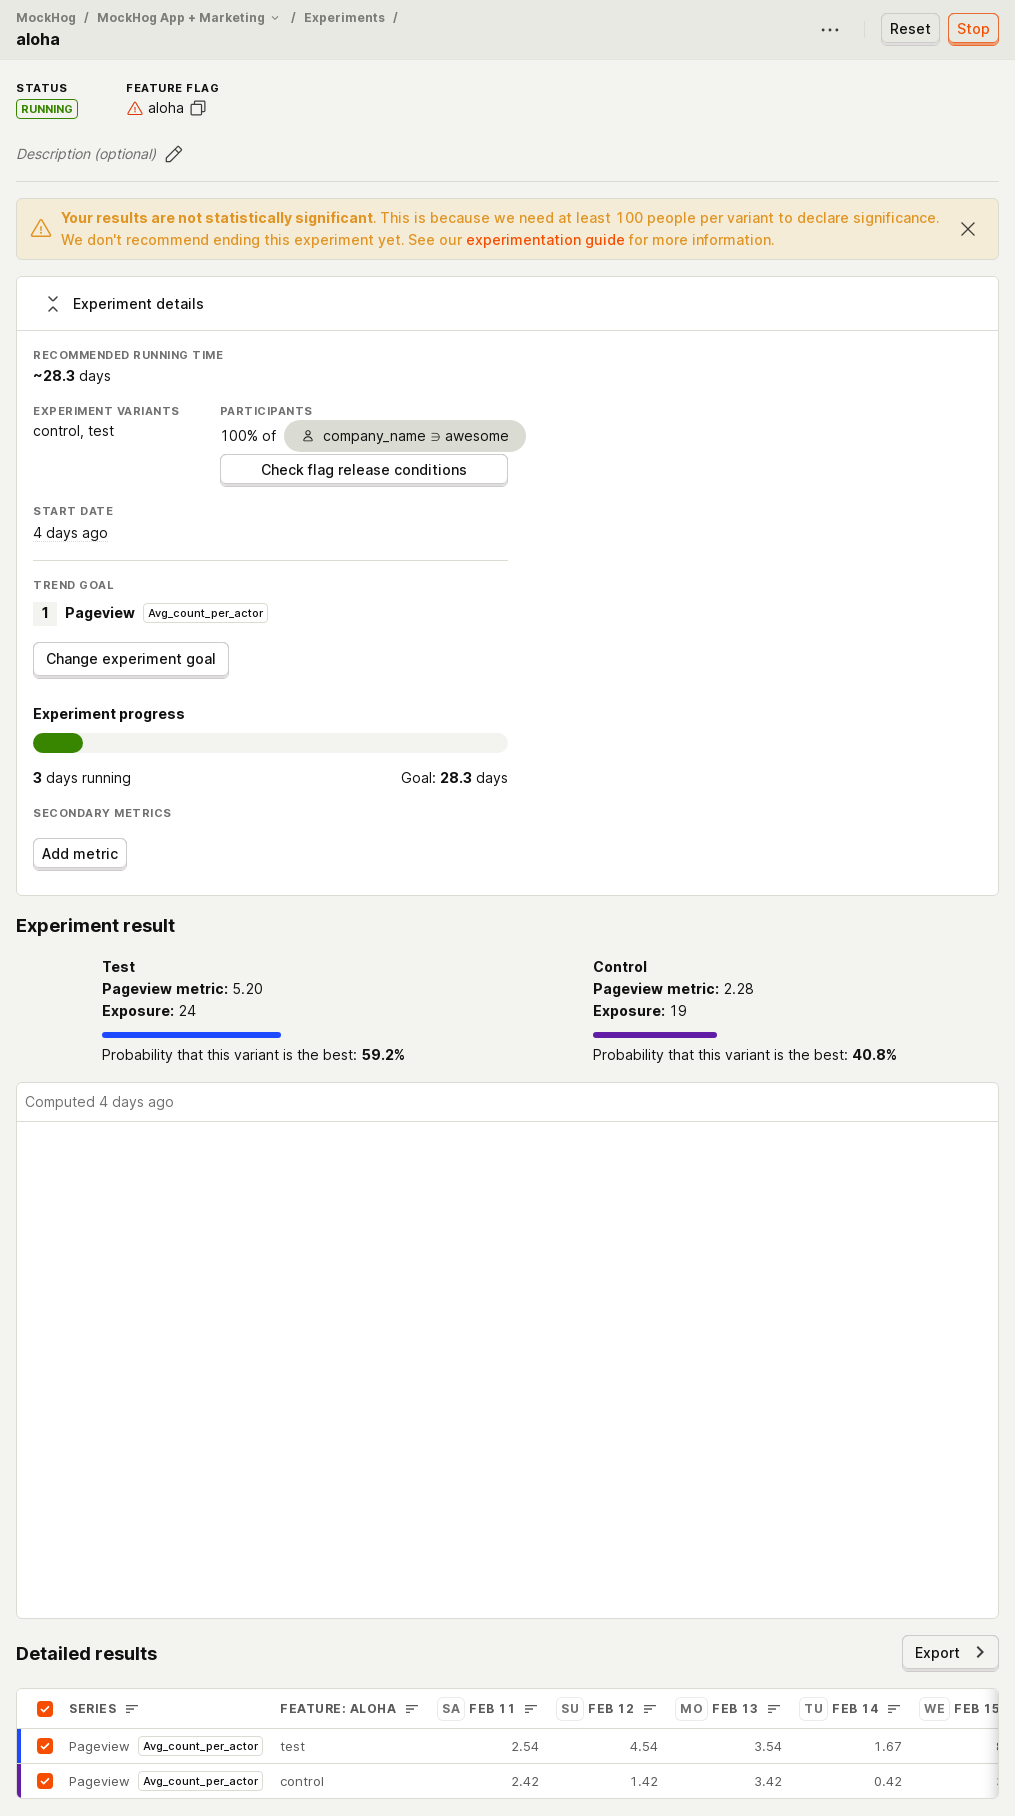 MockHog / MockHog App + Marketing / Experiments /
aloha
Reset
Stop
STATUS
FEATURE FLAG
RUNNING
aloha
Description (optional)
Your results are not statistically significant. This is because we need at least 100 people per variant to declare significance.
We don't recommend ending this experiment yet. See our experimentation guide for more information.
Experiment details
RECOMMENDED RUNNING TIME
~28.3 days
EXPERIMENT VARIANTS
PARTICIPANTS
control, test
100% of company_name ∋ awesome
Check flag release conditions
START DATE
4 days ago
TREND GOAL
1 Pageview Avg_count_per_actor
Change experiment goal
Experiment progress
3 days running
Goal: 28.3 days
SECONDARY METRICS
Add metric
Experiment result
Test
Pageview metric: 5.20
Exposure: 24
Probability that this variant is the best: 59.2%
Control
Pageview metric: 2.28
Exposure: 19
Probability that this variant is the best: 40.8%
Computed 4 days ago
Detailed results
Export
SERIES FEATURE: ALOHA SA FEB 11 SU FEB 12 MO FEB 13 TU FEB 14 WE FEB 15
Pageview Avg_count_per_actor test 2.54 4.54 3.54 1.67
Pageview Avg_count_per_actor control 2.42 1.42 3.42 0.42